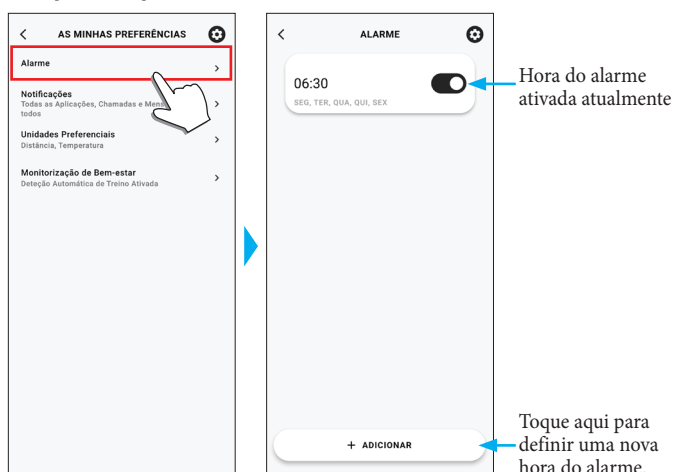 AS MINHAS PREFERÊNCIAS
Alarme
Notificações
Todas as Aplicações, Chamadas e Mens
todos
Unidades Preferenciais
Distância, Temperatura
Monitorização de Bem-estar
Deteção Automática de Treino Ativada
ALARME
06:30
SEG, TER, QUA, QUI, SEX
+ ADICIONAR
Hora do alarme
ativada atualmente
Toque aqui para
definir uma nova
hora do alarme